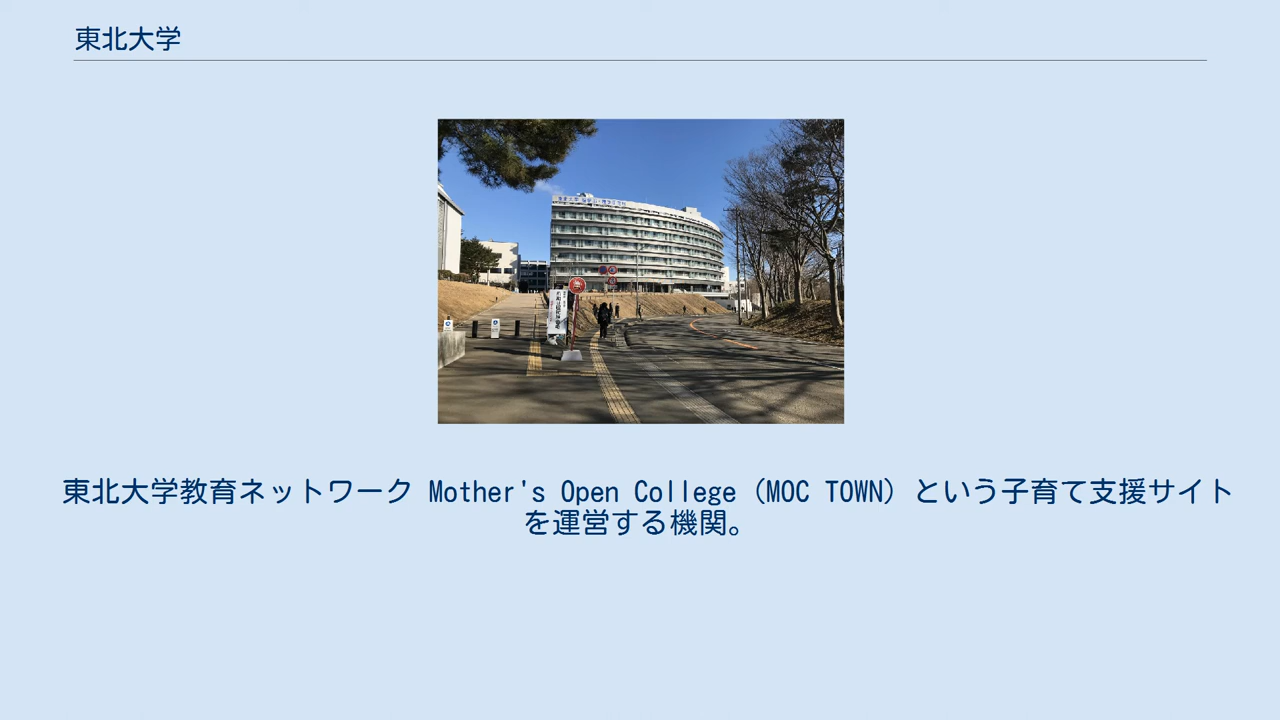 東北大学
東北大学教育ネットワーク Mother's Open College (MOC TOWN) という子育て支援サイト
を運営する機関。